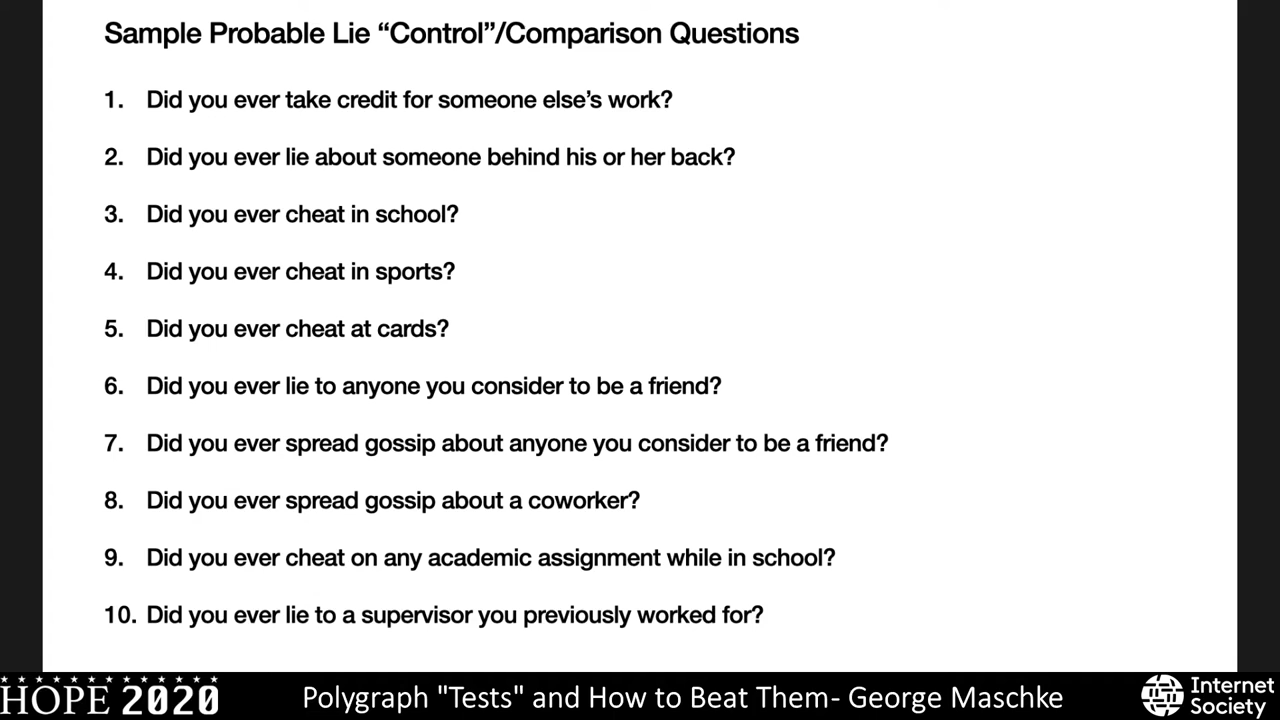 Sample Probable Lie “Control”/Comparison Questions
1. Did you ever take credit for someone else’s work?
2. Did you ever lie about someone behind his or her back?
3. Did you ever cheat in school?
4. Did you ever cheat in sports?
5. Did you ever cheat at cards?
6. Did you ever lie to anyone you consider to be a friend?
7. Did you ever spread gossip about anyone you consider to be a friend?
8. Did you ever spread gossip about a coworker?
9. Did you ever cheat on any academic assignment while in school?
10. Did you ever lie to a supervisor you previously worked for?
HOPE 2020 Polygraph "Tests" and How to Beat Them- George Maschke
Internet
Society